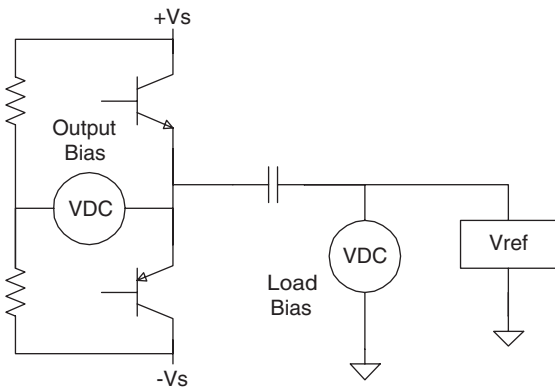 +Vs
Output
Bias
VDC
VDC
Vref
Load
Bias
-Vs